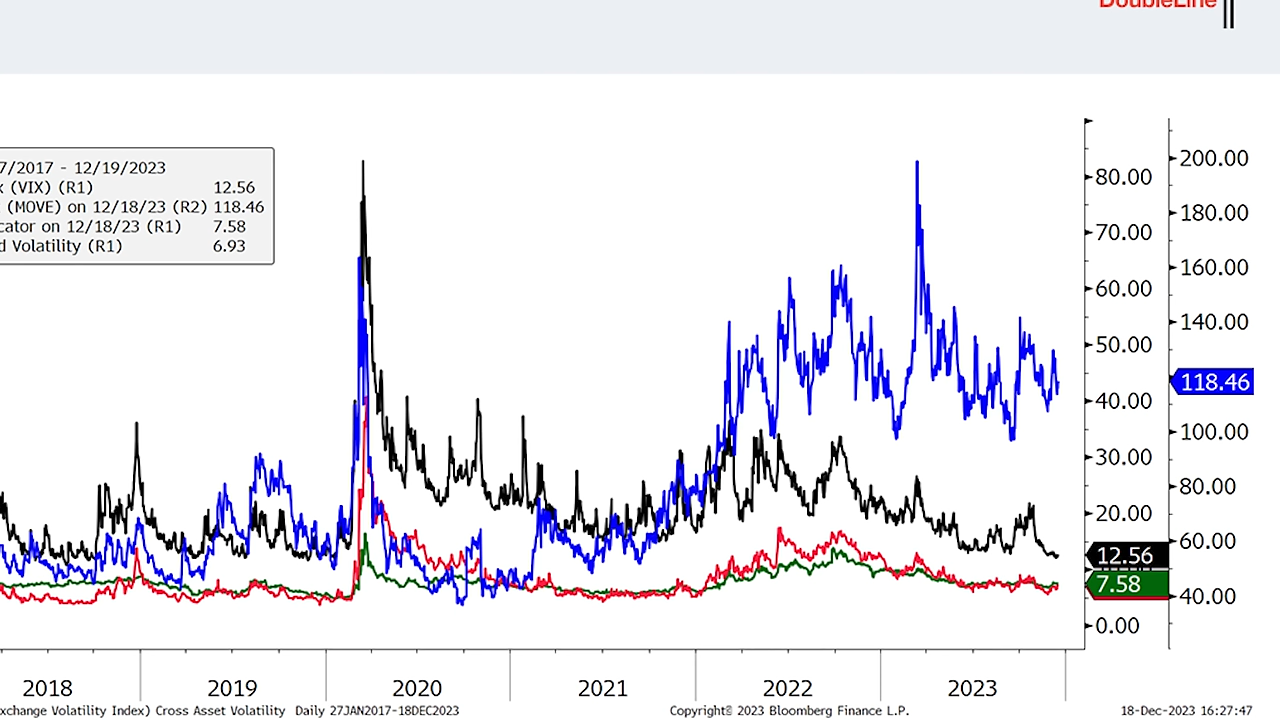 DoubleLine
7/2017 - 12/19/2023
x (VIX) (R1) 12.56
(MOVE) on 12/18/23 (R2) 118.46
cator on 12/18/23 (R1) 7.58
d Volatility (R1) 6.93
80.00
70.00
60.00
50.00
40.00
30.00
20.00
12.56
7.58
0.00
200.00
180.00
160.00
140.00
118.46
100.00
80.00
60.00
40.00
2018 2019 2020 2021 2022 2023
xchange Volatility Index) Cross Asset Volatility Daily 27JAN2017-18DEC2023 Copyright© 2023 Bloomberg Finance L.P. 18-Dec-2023 16:27:47